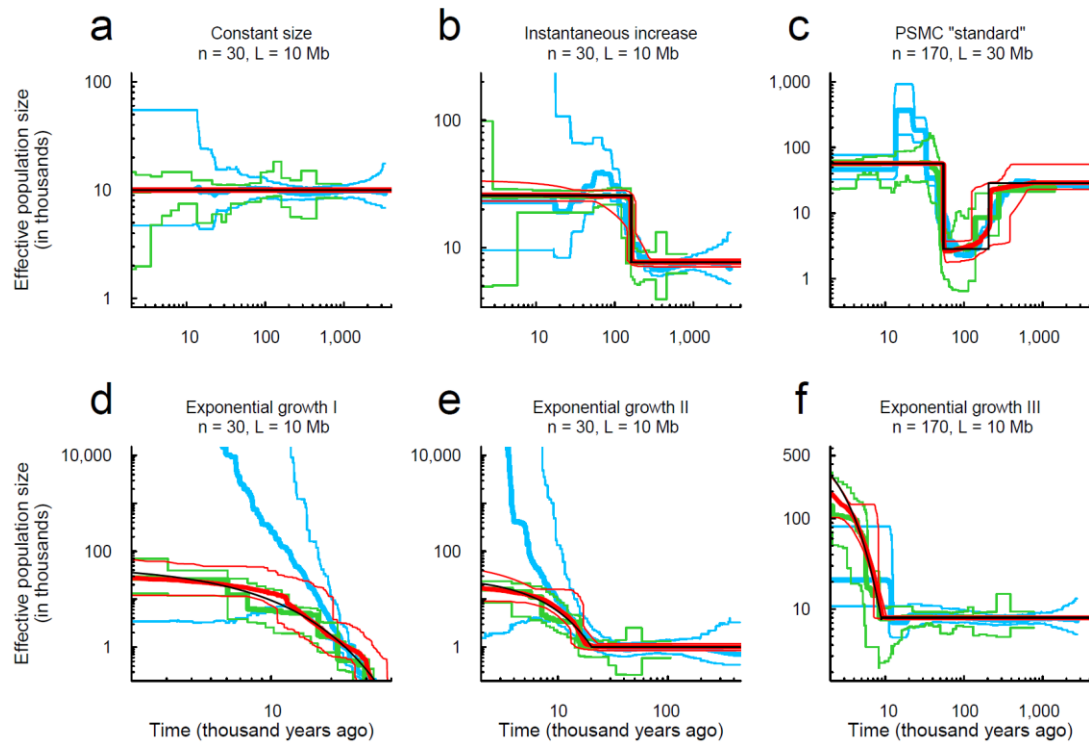 a
Constant size
n = 30, L = 10 Mb
100
10
1
10
100
1,000
Effective population size
(in thousands)
b
Instantaneous increase
n = 30, L = 10 Mb
100
10
10
100
1,000
c
PSMC "standard"
n = 170, L = 30 Mb
1,000
100
10
1
10
100
1,000
d
Exponential growth I
n = 30, L = 10 Mb
10,000
100
1
10
Effective population size
(in thousands)
Time (thousand years ago)
e
Exponential growth II
n = 30, L = 10 Mb
10,000
100
1
10
100
Time (thousand years ago)
f
Exponential growth III
n = 170, L = 10 Mb
500
100
10
10
100
1,000
Time (thousand years ago)